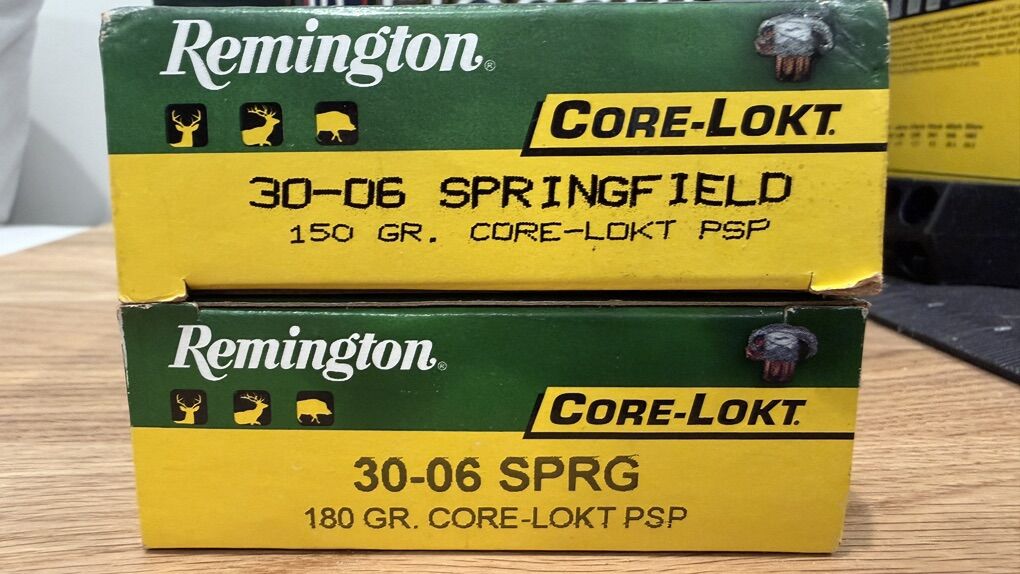 Remington®
CORE-LOKT.
30-06 SPRINGFIELD
150 GR. CORE-LOKT PSP
Remington®
CORE-LOKT.
30-06 SPRG
180 GR. CORE-LOKT PSP